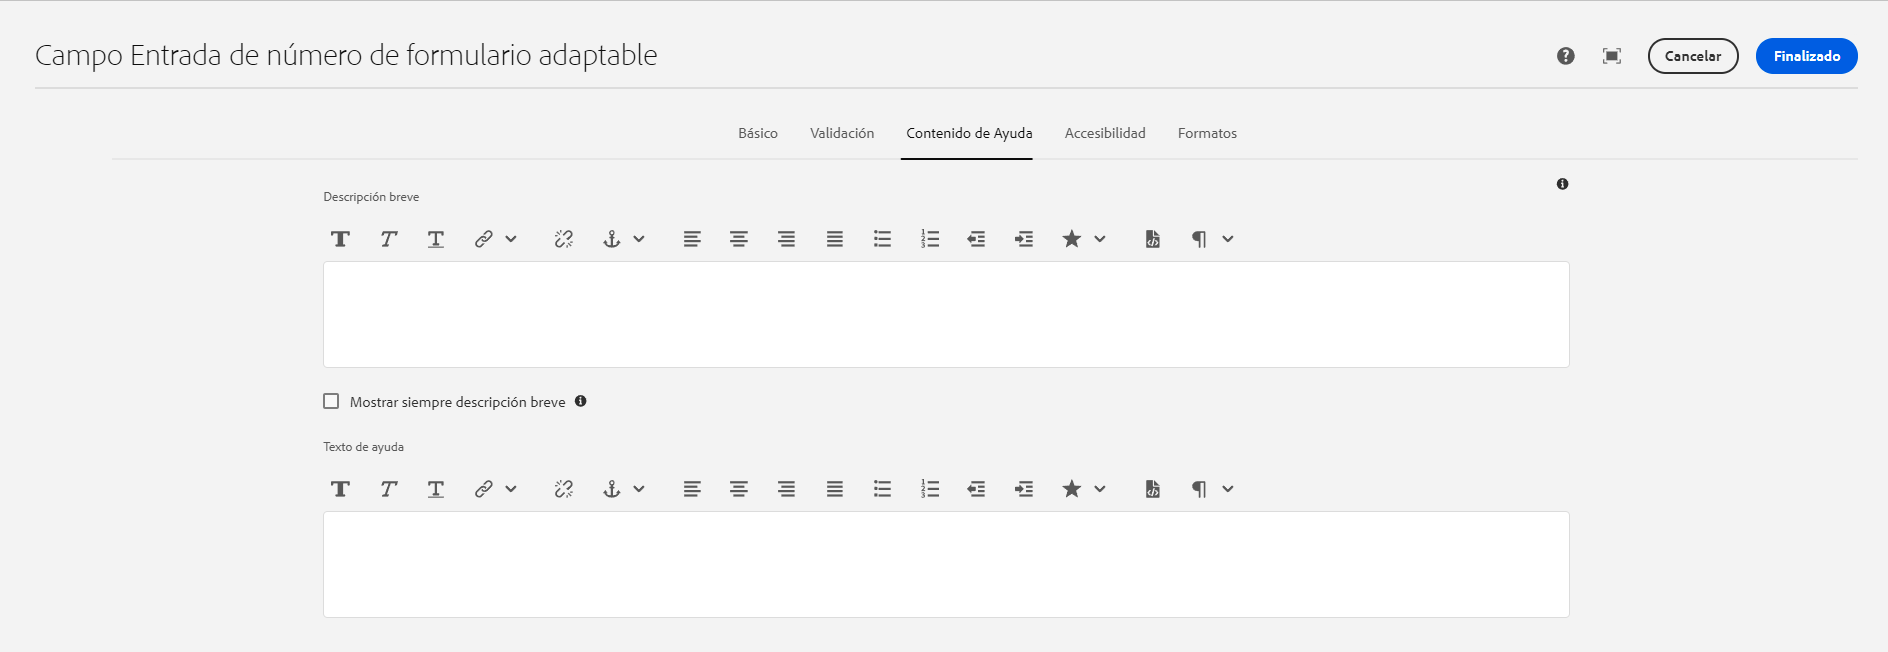 Campo Entrada de número de formulario adaptable
Cancelar
Finalizado
Básico
Validación
Contenido de Ayuda
Accesibilidad
Formatos
Descripción breve
Mostrar siempre descripción breve
Texto de ayuda